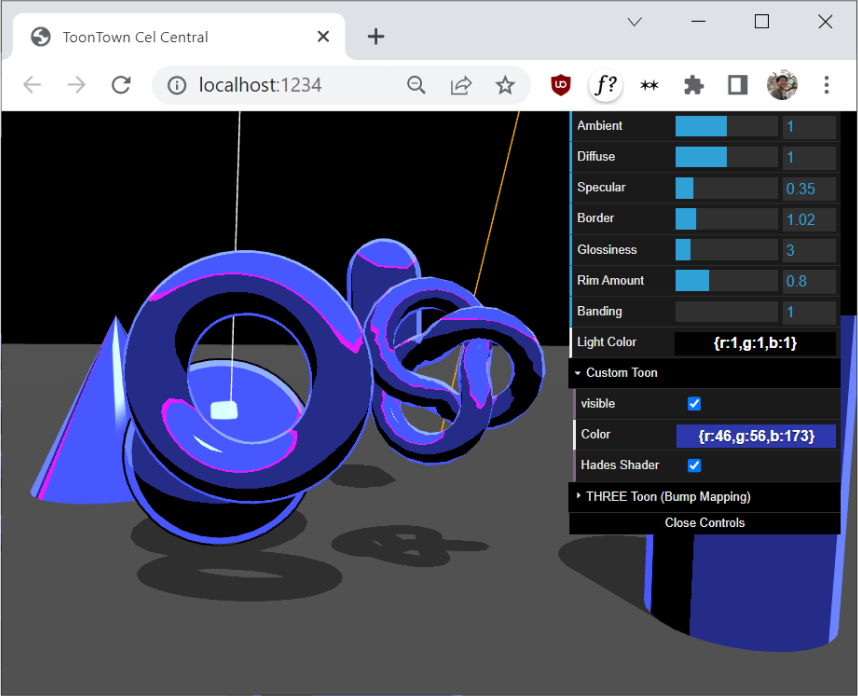 ToonTown Cel Central
localhost:1234
f?
Ambient 1
Diffuse 1
Specular 0.35
Border 1.02
Glossiness 3
Rim Amount 0.8
Banding 1
Light Color {r:1,g:1,b:1}
Custom Toon
visible
Color {r:46,g:56,b:173}
Hades Shader
THREE Toon (Bump Mapping)
Close Controls